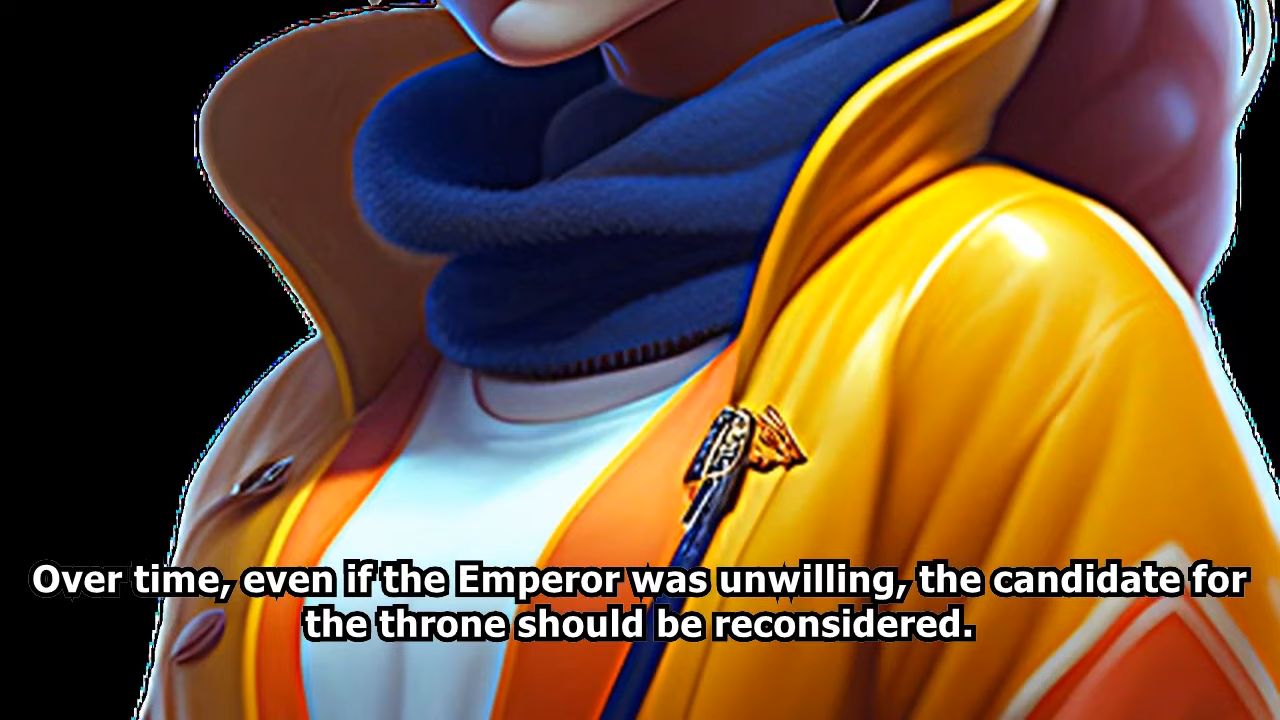 Over time, even if the Emperor was unwilling, the candidate for
the throne should be reconsidered.